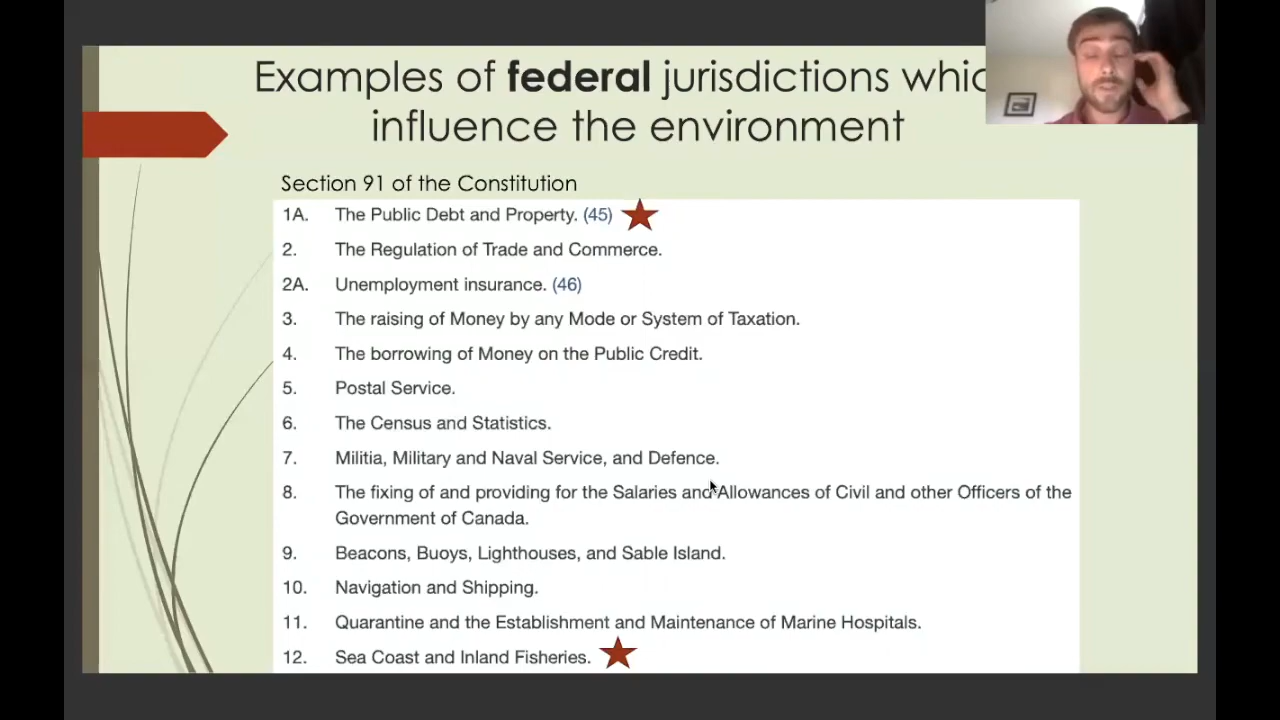 Examples of federal jurisdictions whic
influence the environment
Section 91 of the Constitution
1A. The Public Debt and Property. (45)
2. The Regulation of Trade and Commerce.
2A. Unemployment insurance. (46)
3. The raising of Money by any Mode or System of Taxation.
4. The borrowing of Money on the Public Credit.
5. Postal Service.
6. The Census and Statistics.
7. Militia, Military and Naval Service, and Defence.
8. The fixing of and providing for the Salaries and Allowances of Civil and other Officers of the
Government of Canada.
9. Beacons, Buoys, Lighthouses, and Sable Island.
10. Navigation and Shipping.
11. Quarantine and the Establishment and Maintenance of Marine Hospitals.
12. Sea Coast and Inland Fisheries.